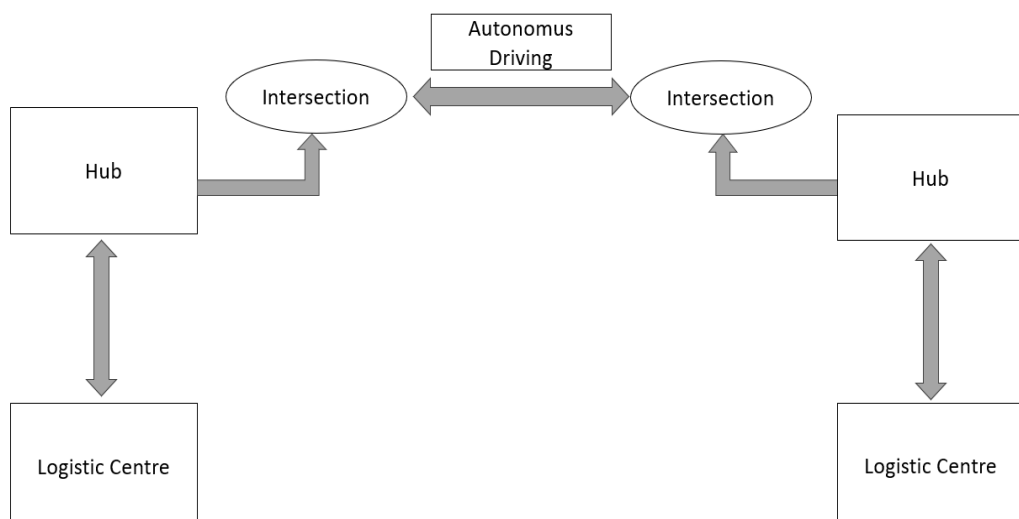 Autonomus
Driving
Intersection
Intersection
Hub
Hub
Logistic Centre
Logistic Centre